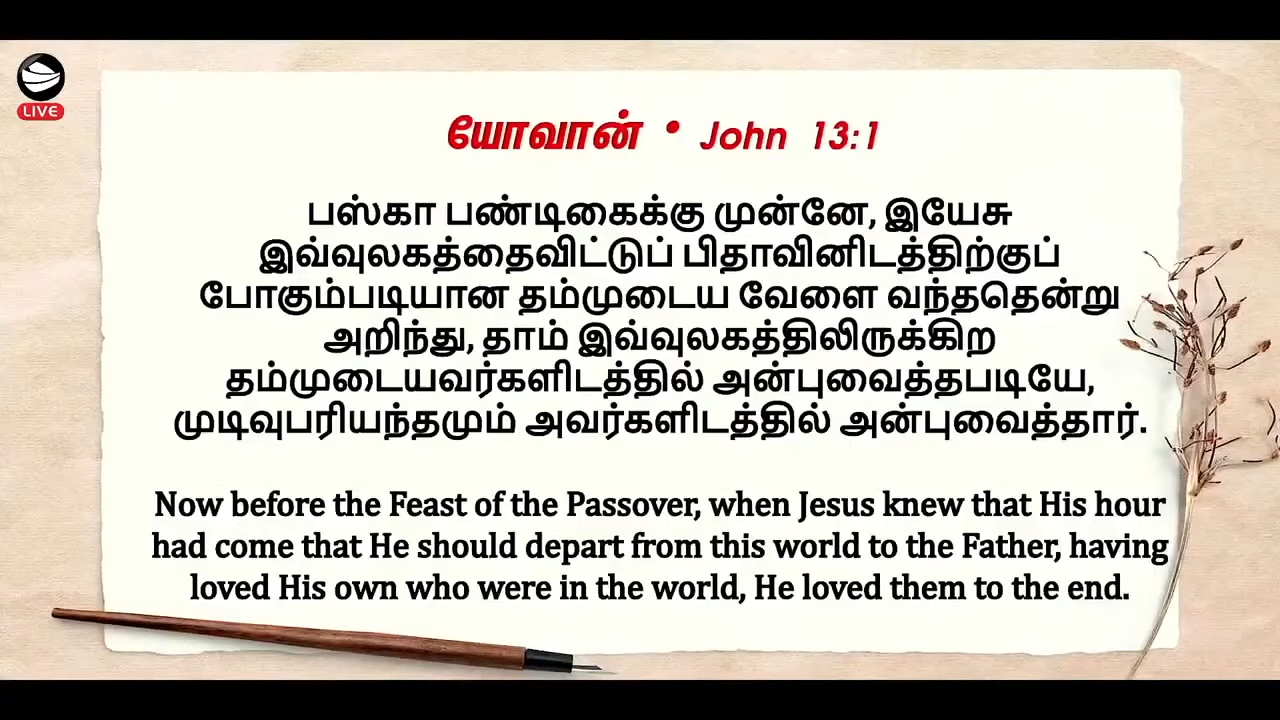 LIVE
யோவான் • John 13:1
பஸ்கா பண்டிகைக்கு முன்னே, இயேசு
இவ்வுலகத்தைவிட்டுப் பிதாவினிடத்திற்குப்
போகும்படியான தம்முடைய வேளை வந்ததென்று
அறிந்து, தாம் இவ்வுலகத்திலிருக்கிற
தம்முடையவர்களிடத்தில் அன்புவைத்தபடியே,
முடிவுபரியந்தமும் அவர்களிடத்தில் அன்புவைத்தார்.
Now before the Feast of the Passover, when Jesus knew that His hour
had come that He should depart from this world to the Father, having
loved His own who were in the world, He loved them to the end.